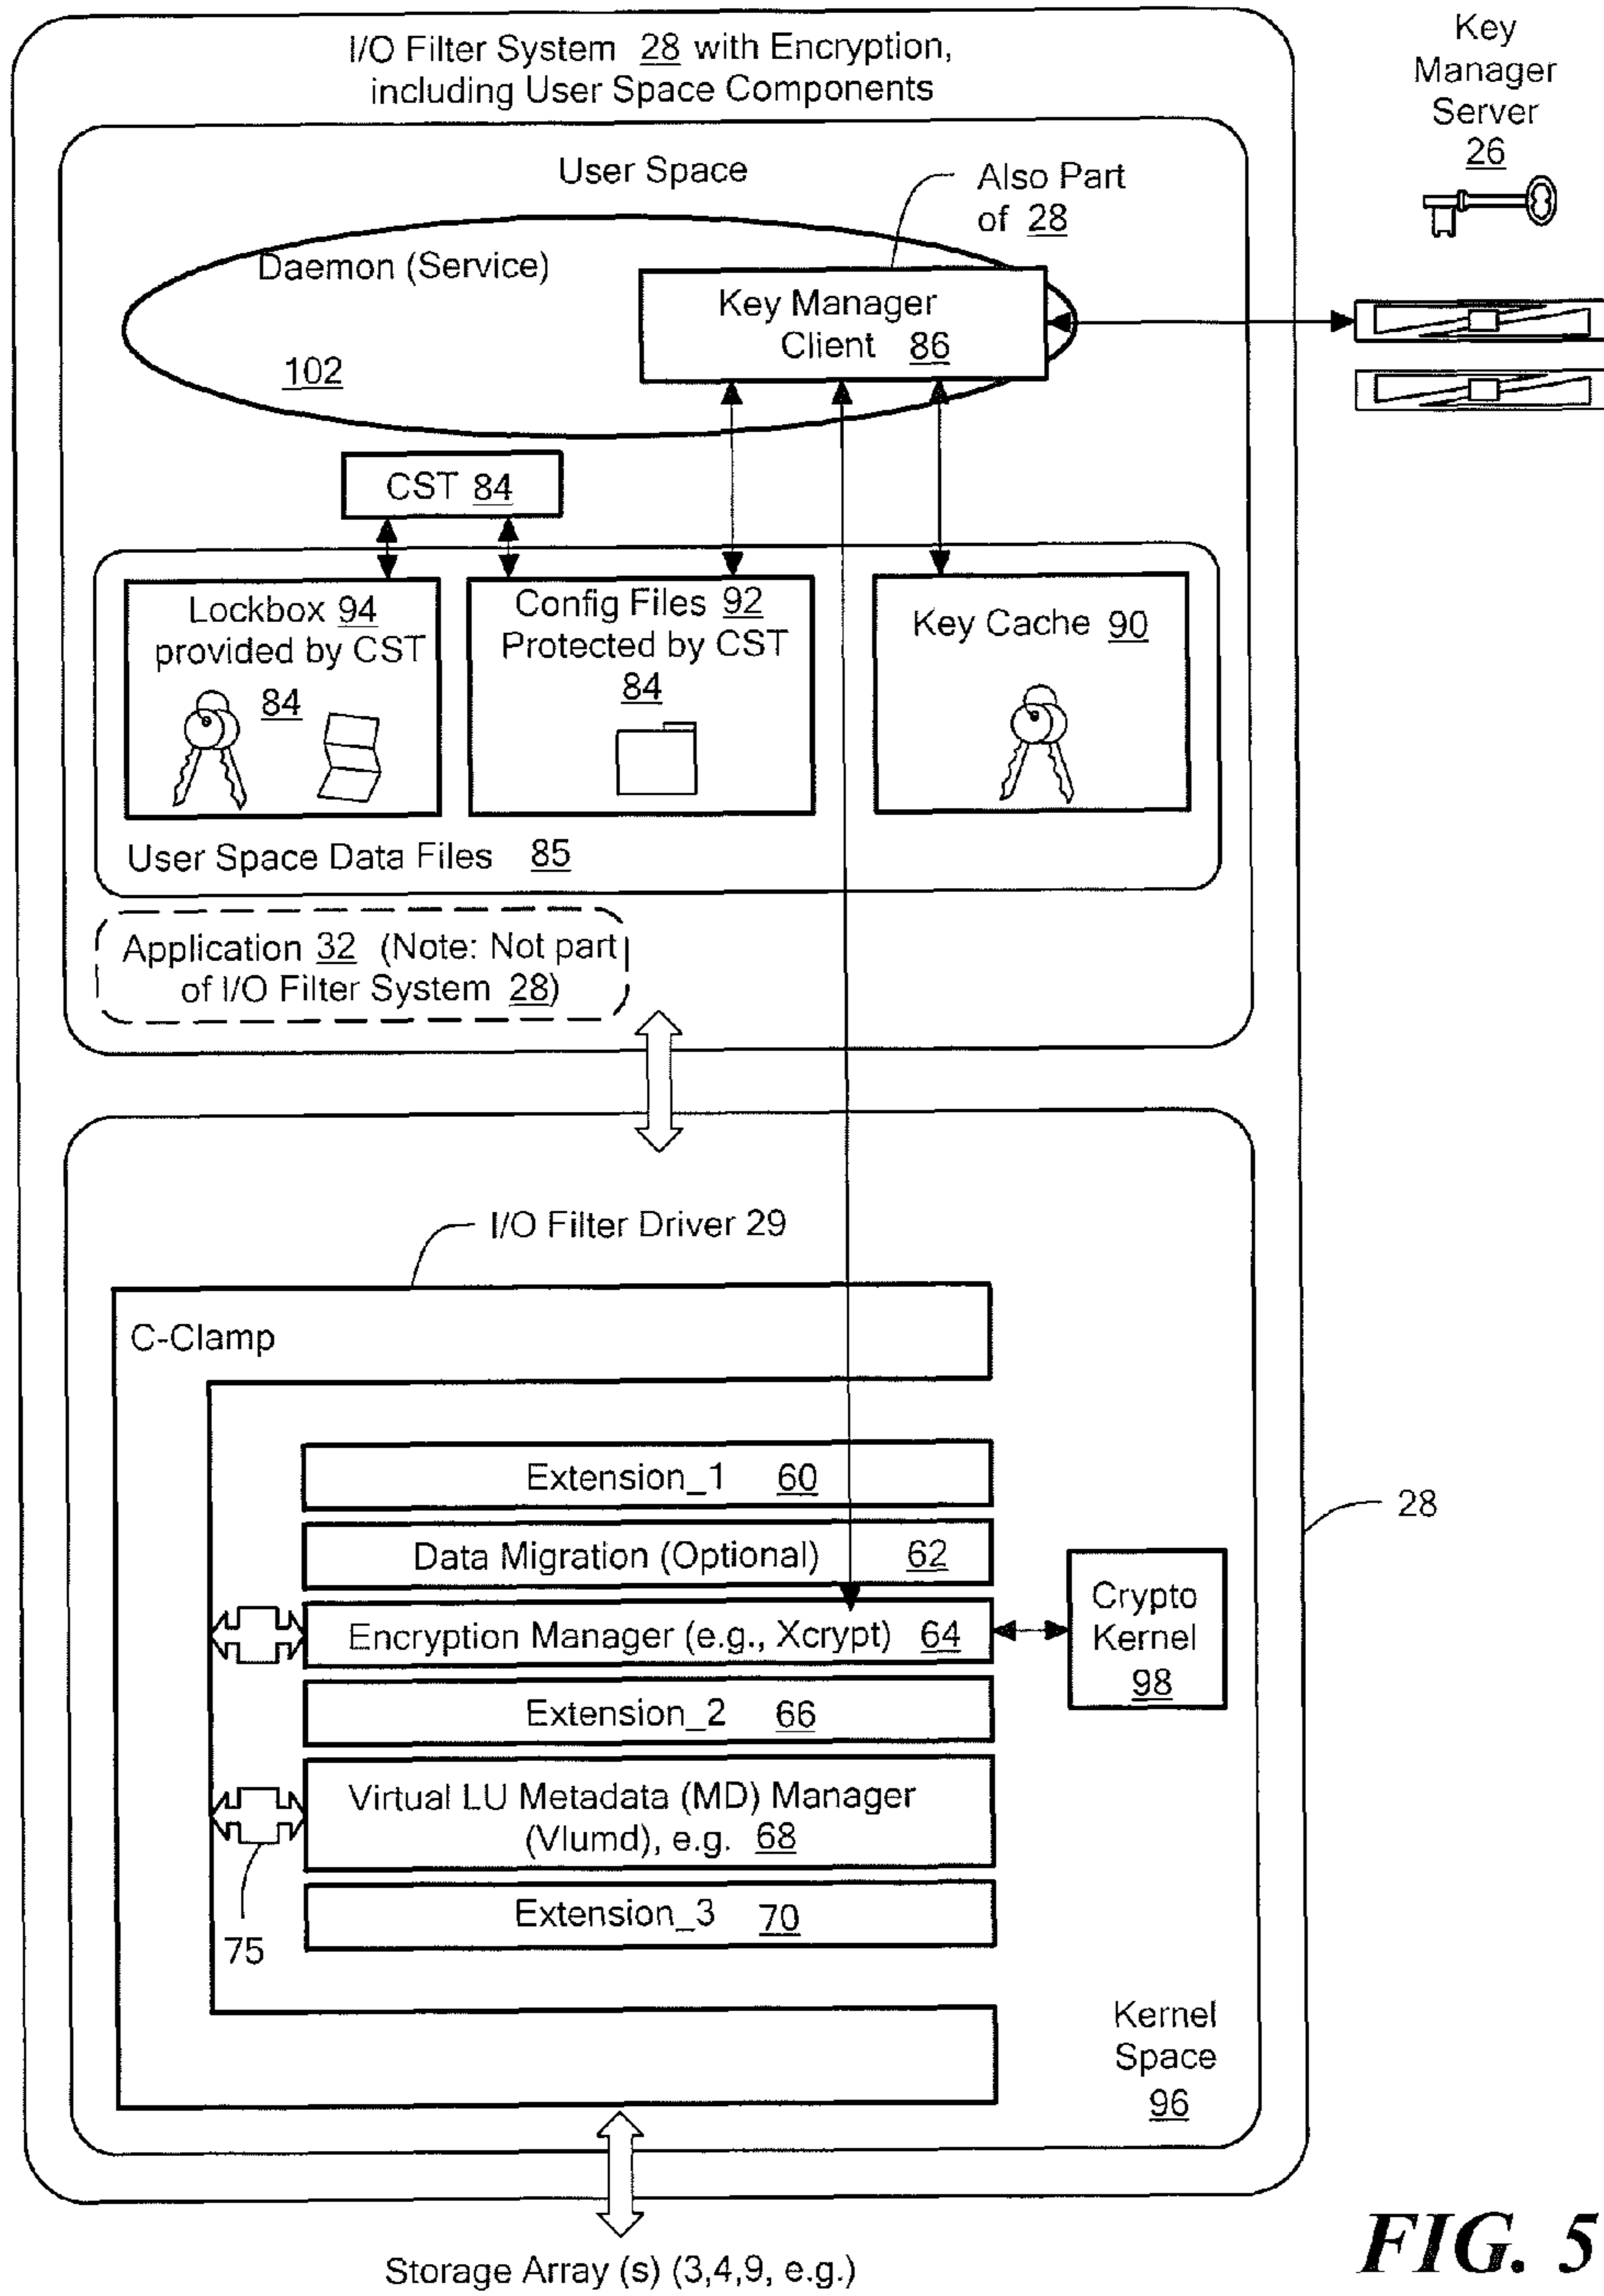 I/O Filter System 28 with Encryption,
including User Space Components
Key
Manager
Server
26
User Space
Also Part
of 28
Daemon (Service)
102
Key Manager
Client 86
CST 84
Lockbox 94
provided by CST
84
Config Files 92
Protected by CST
84
Key Cache 90
User Space Data Files 85
Application 32 (Note: Not part
of I/O Filter System 28)
I/O Filter Driver 29
C-Clamp
Extension_1 60
Data Migration (Optional) 62
Encryption Manager (e.g., Xcrypt) 64
Crypto
Kernel
98
28
Extension_2 66
Virtual LU Metadata (MD) Manager
(Vlumd), e.g. 68
75
Extension_3 70
Kernel
Space
96
Storage Array (s) (3,4,9, e.g.)
FIG. 5